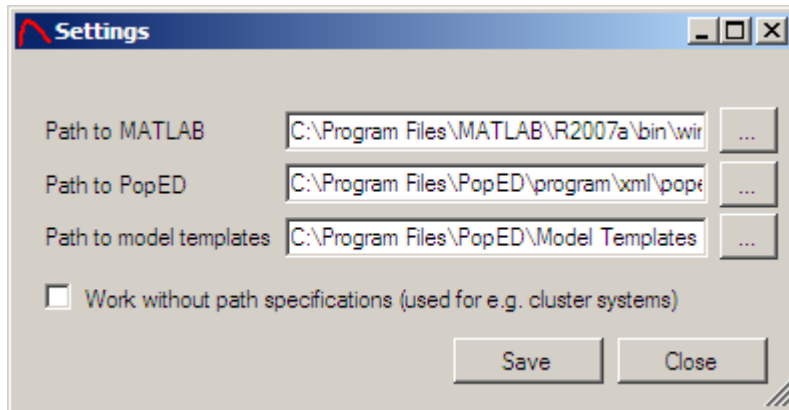 Settings
Path to MATLAB C:\Program Files\MATLAB\R2007a\bin\wir ...
Path to PopED C:\Program Files\PopED\program\xml\pope ...
Path to model templates C:\Program Files\PopED\Model Templates ...
Work without path specifications (used for e.g. cluster systems)
Save Close